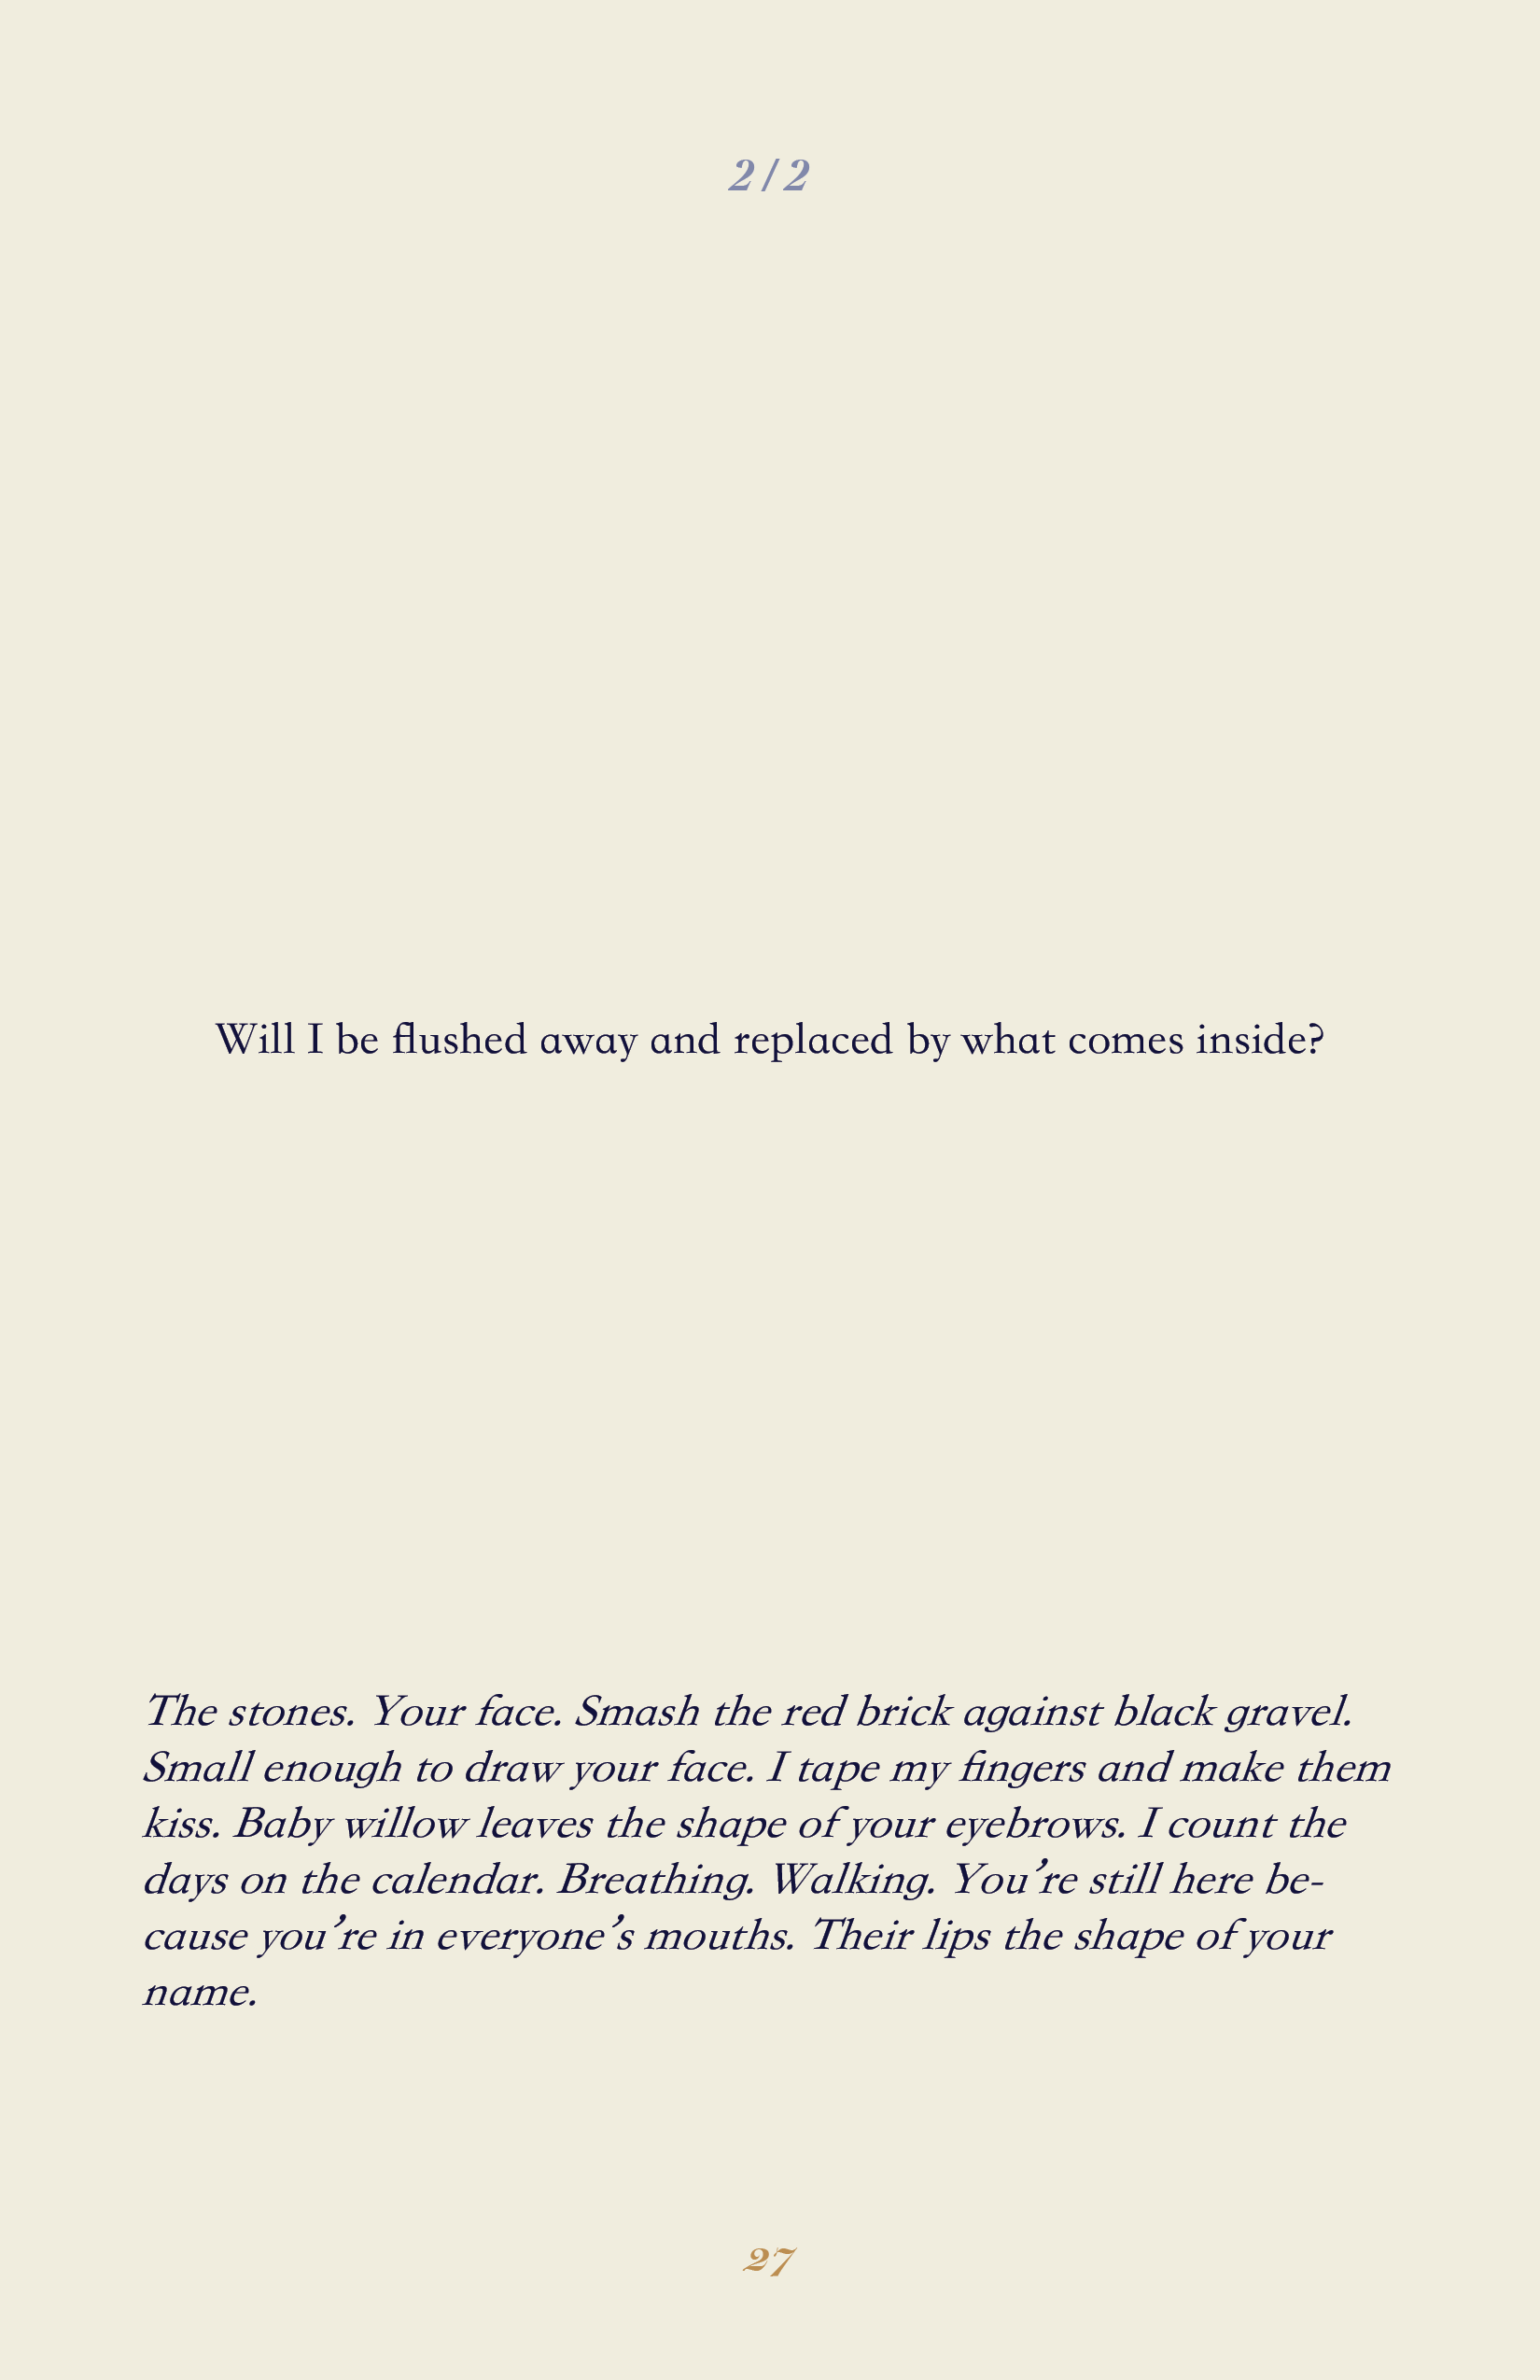 2/2
Will I be flushed away and replaced by what comes inside?
The stones. Your face. Smash the red brick against black gravel.
Small enough to draw your face. I tape my fingers and make them
kiss. Baby willow leaves the shape of your eyebrows. I count the
days on the calendar. Breathing. Walking. You’re still here be-
cause you’re in everyone’s mouths. Their lips the shape of your
name.
27